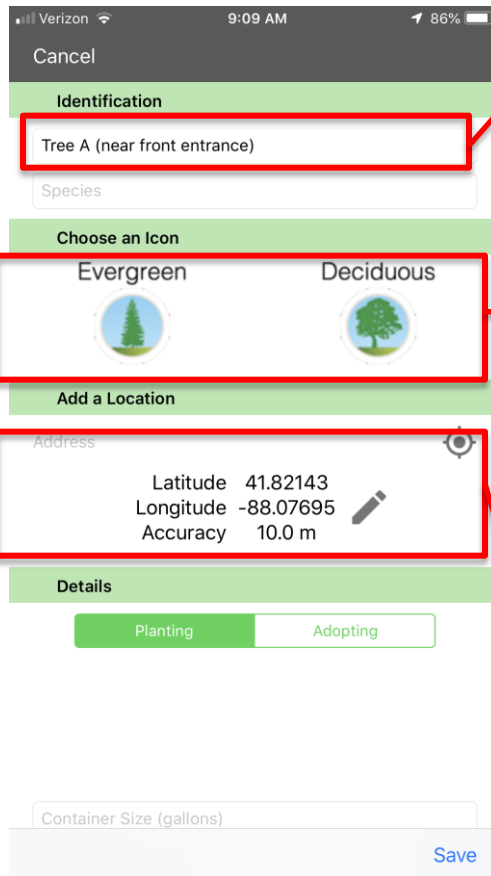 Verizon 9:09 AM 86%
Cancel
Identification
Tree A (near front entrance)
Species
Choose an Icon
Evergreen Deciduous
Add a Location
Address
Latitude 41.82143
Longitude -88.07695
Accuracy 10.0 m
Details
Planting Adopting
Container Size (gallons)
Save